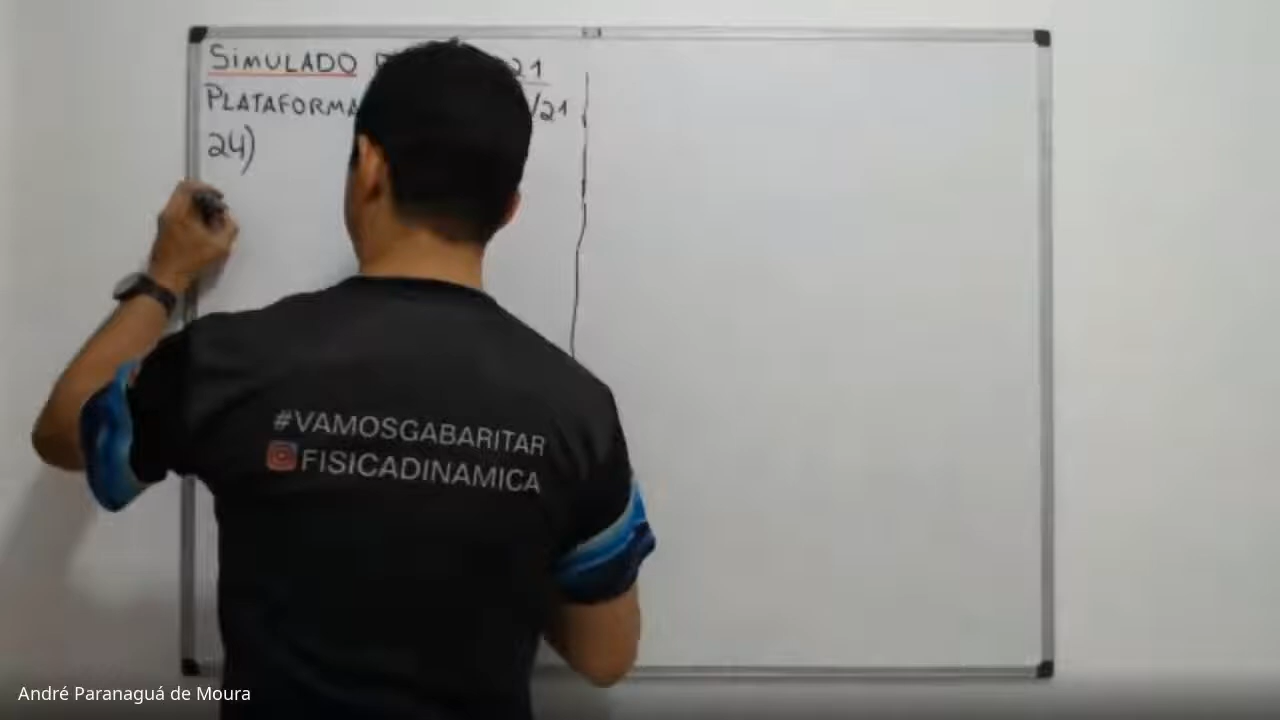 SIMULADO 21
PLATAFORMA /21
24)
#VAMOSGABARITAR
FISICADINAMICA
André Paranaguá de Moura